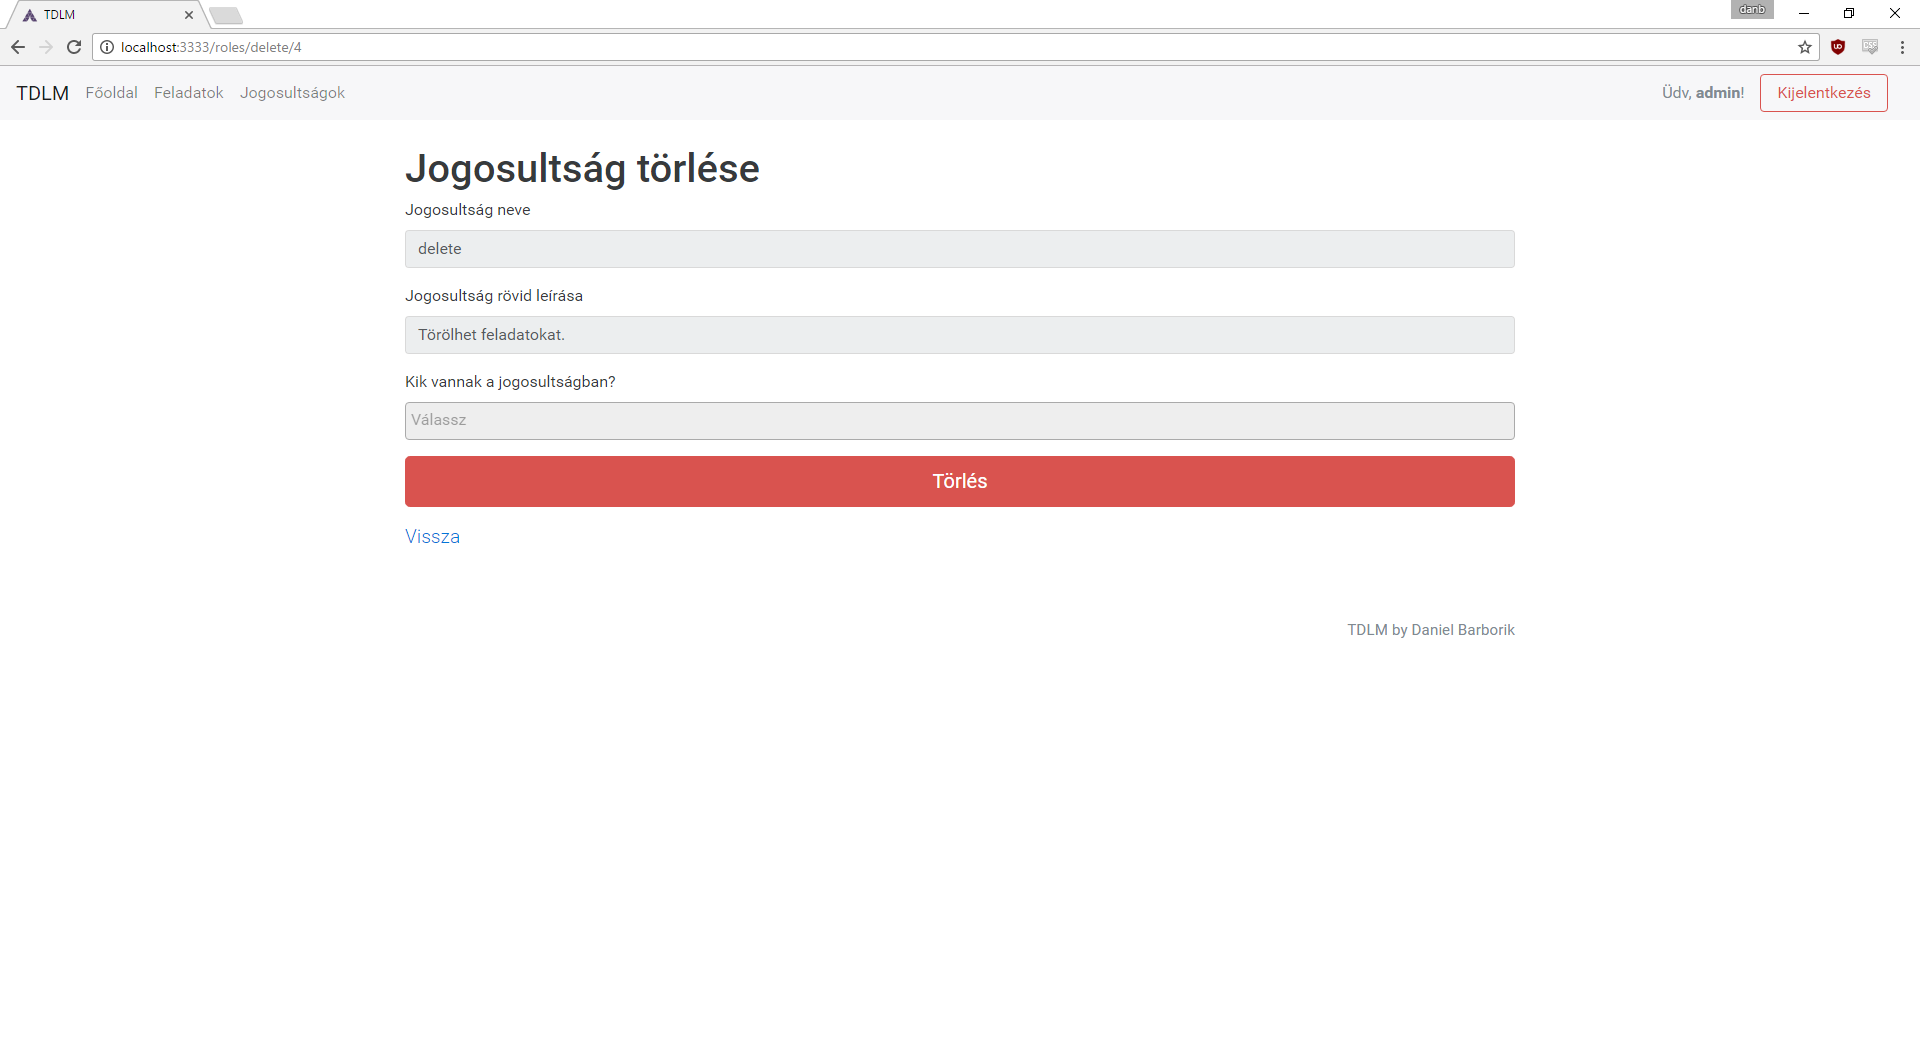 TDLM
danb
localhost:3333/roles/delete/4
TDLM Főoldal Feladatok Jogosultságok Üdv, admin! Kijelentkezés
Jogosultság törlése
Jogosultság neve
delete
Jogosultság rövid leírása
Törölhet feladatokat.
Kik vannak a jogosultságban?
Válassz
Törlés
Vissza
TDLM by Daniel Barborik